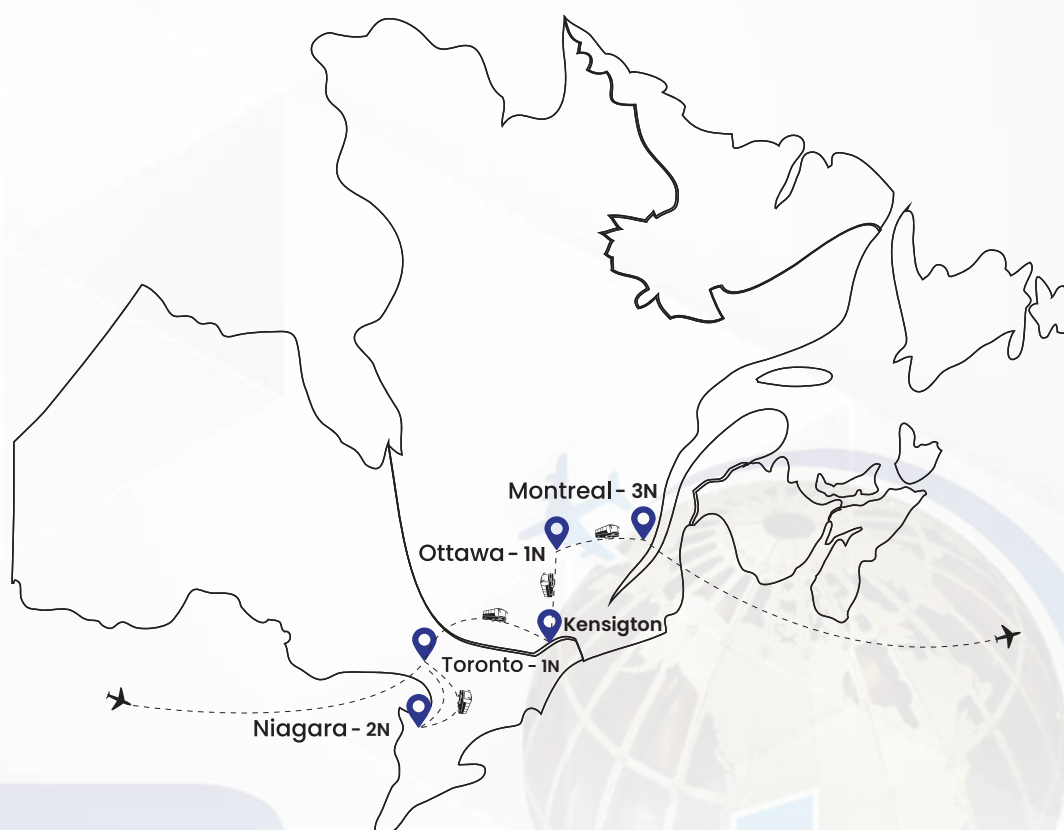 Montreal - 3N
Ottawa - 1N
Kensigton
Toronto - 1N
Niagara - 2N